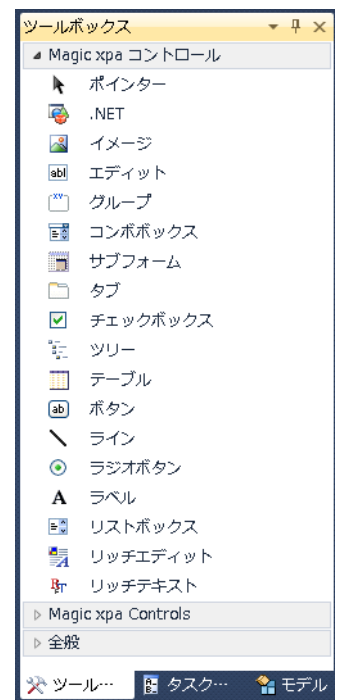 ツールボックス
Magic xpa コントロール
ポインター
.NET
イメージ
エディット
グループ
コンボボックス
サブフォーム
タブ
チェックボックス
ツリー
テーブル
ボタン
ライン
ラジオボタン
ラベル
リストボックス
リッチエディット
リッチテキスト
Magic xpa Controls
全般
ツール… タスク… モデル